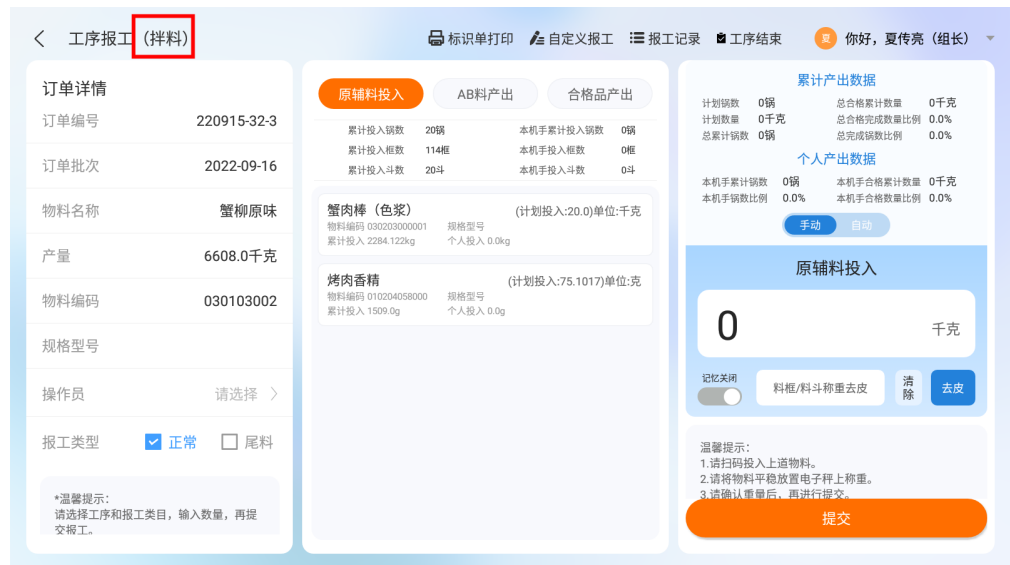 工序报工（拌料）
标识单打印 自定义报工 报工记录 工序结束 夏 你好，夏传亮（组长）
订单详情
订单编号 220915-32-3
订单批次 2022-09-16
物料名称 蟹柳原味
产量 6608.0千克
物料编码 030103002
规格型号
操作员 请选择
报工类型 正常 尾料
*温馨提示：
请选择工序和报工类目，输入数量，再提
交报工。
原辅料投入 AB料产出 合格品产出
累计投入锅数 20锅 本机手累计投入锅数 0锅
累计投入框数 114框 本机手投入框数 0框
累计投入斗数 20斗 本机手投入斗数 0斗
蟹肉棒（色浆） (计划投入:20.0)单位:千克
物料编码 030203000001 规格型号
累计投入 2284.122kg 个人投入 0.0kg
烤肉香精 (计划投入:75.1017)单位:克
物料编码 010204058000 规格型号
累计投入 1509.0g 个人投入 0.0g
累计产出数据
计划锅数 0锅 总合格累计数量 0千克
计划数量 0千克 总合格完成数量比例 0.0%
总累计锅数 0锅 总完成锅数比例 0.0%
个人产出数据
本机手累计锅数 0锅 本机手合格累计数量 0千克
本机手锅数比例 0.0% 本机手合格数量比例 0.0%
手动 自动
原辅料投入
0 千克
记忆关闭
料框/料斗称重去皮 清除 去皮
温馨提示：
1.请扫码投入上道物料。
2.请将物料平稳放置电子秤上称重。
3.请确认重量后，再进行提交。
提交